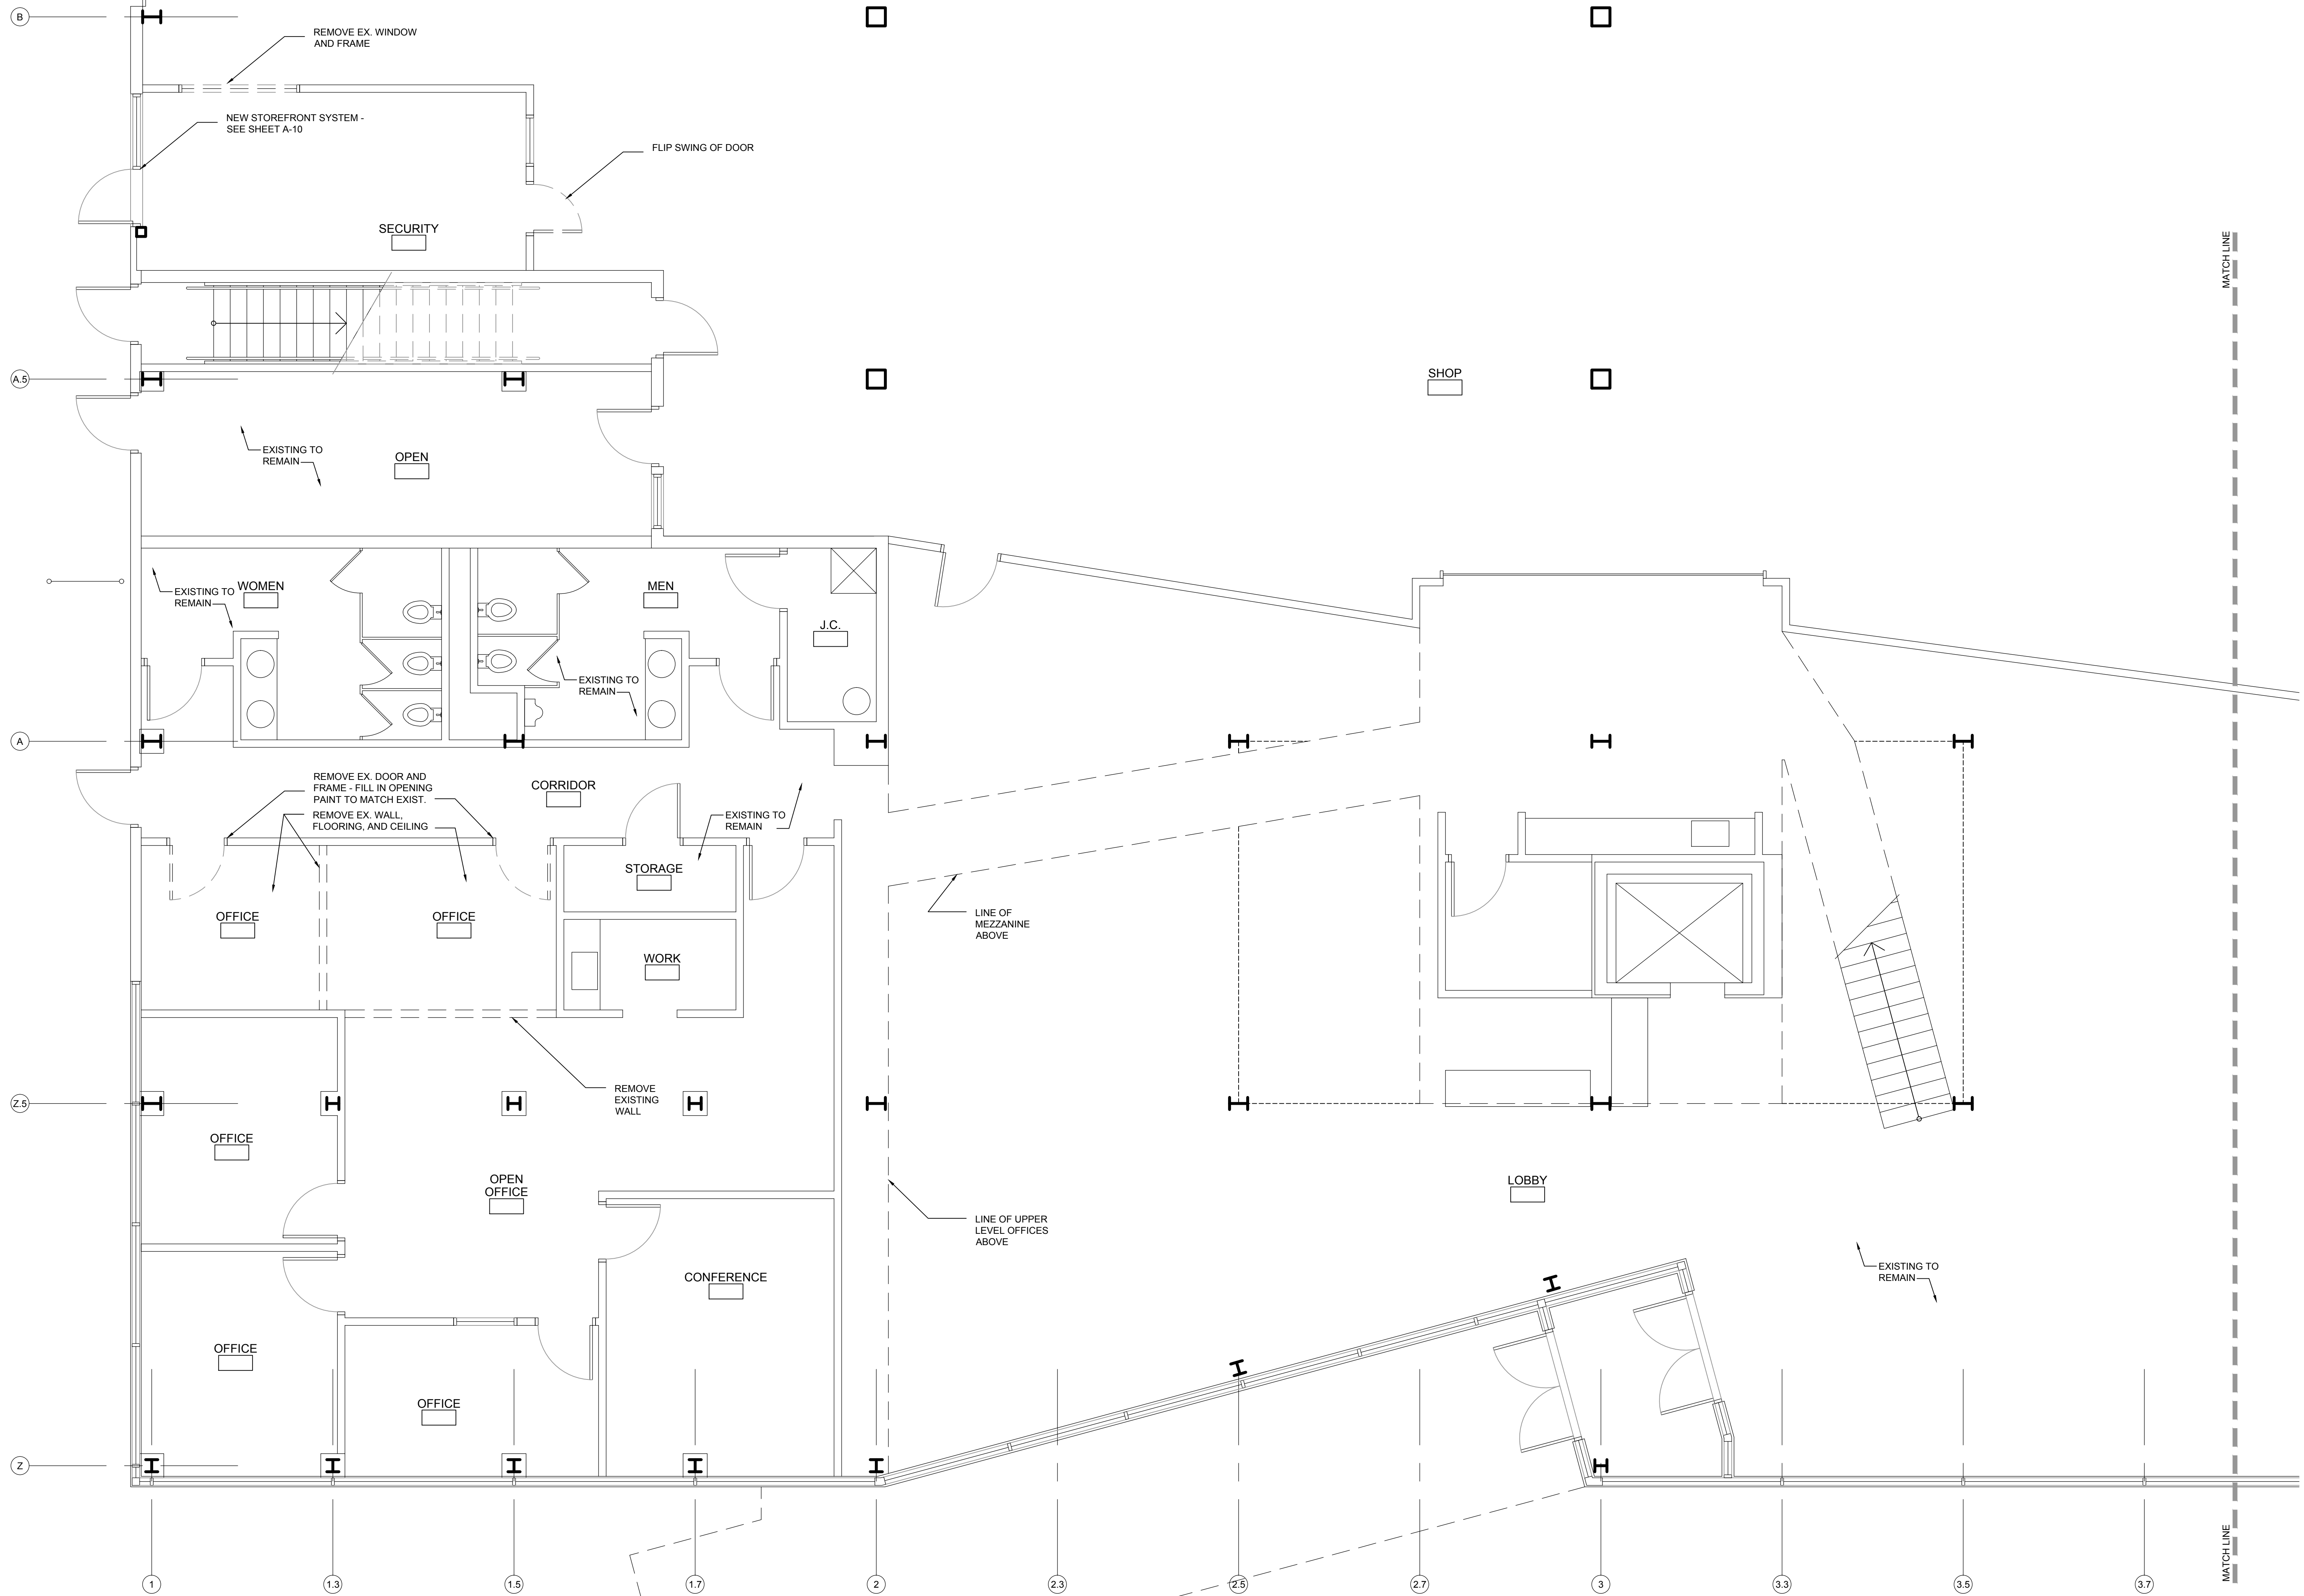 B
REMOVE EX. WINDOW
AND FRAME
NEW STOREFRONT SYSTEM -
SEE SHEET A-10
FLIP SWING OF DOOR
SECURITY
MATCH LINE
A.5
SHOP
EXISTING TO
REMAIN
OPEN
WOMEN
EXISTING TO
REMAIN
MEN
J.C.
EXISTING TO
REMAIN
A
REMOVE EX. DOOR AND
FRAME - FILL IN OPENING
PAINT TO MATCH EXIST.
REMOVE EX. WALL,
FLOORING, AND CEILING
CORRIDOR
EXISTING TO
REMAIN
STORAGE
OFFICE
OFFICE
LINE OF
MEZZANINE
ABOVE
WORK
Z.5
REMOVE
EXISTING
WALL
OFFICE
OPEN
OFFICE
LOBBY
LINE OF UPPER
LEVEL OFFICES
ABOVE
EXISTING TO
REMAIN
CONFERENCE
OFFICE
OFFICE
Z
MATCH LINE
1
1.3
1.5
1.7
2
2.3
2.5
2.7
3
3.3
3.5
3.7